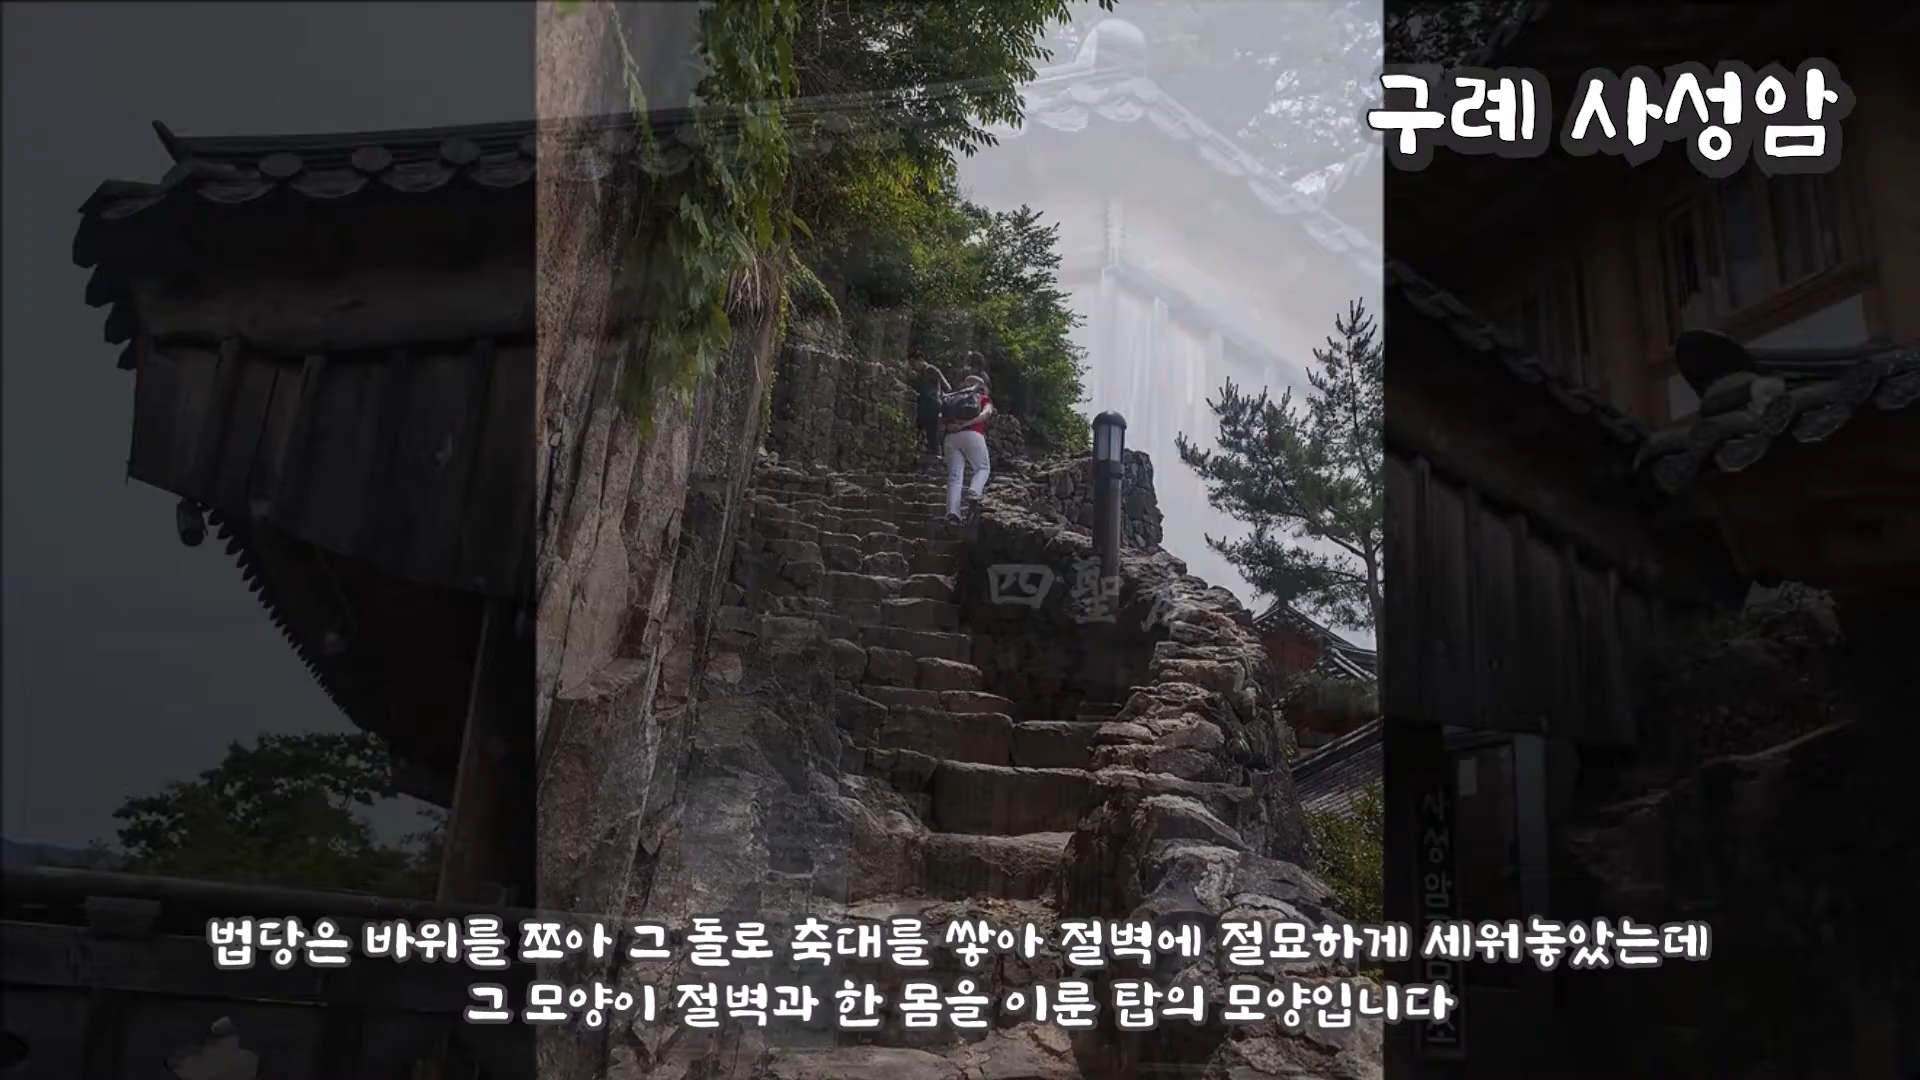 구례 사성암
四聖庵
사성암
법당은 바위를 쪼아 그 돌로 축대를 쌓아 절벽에 절묘하게 세워놓았는데
그 모양이 절벽과 한 몸을 이룬 탑의 모양입니다